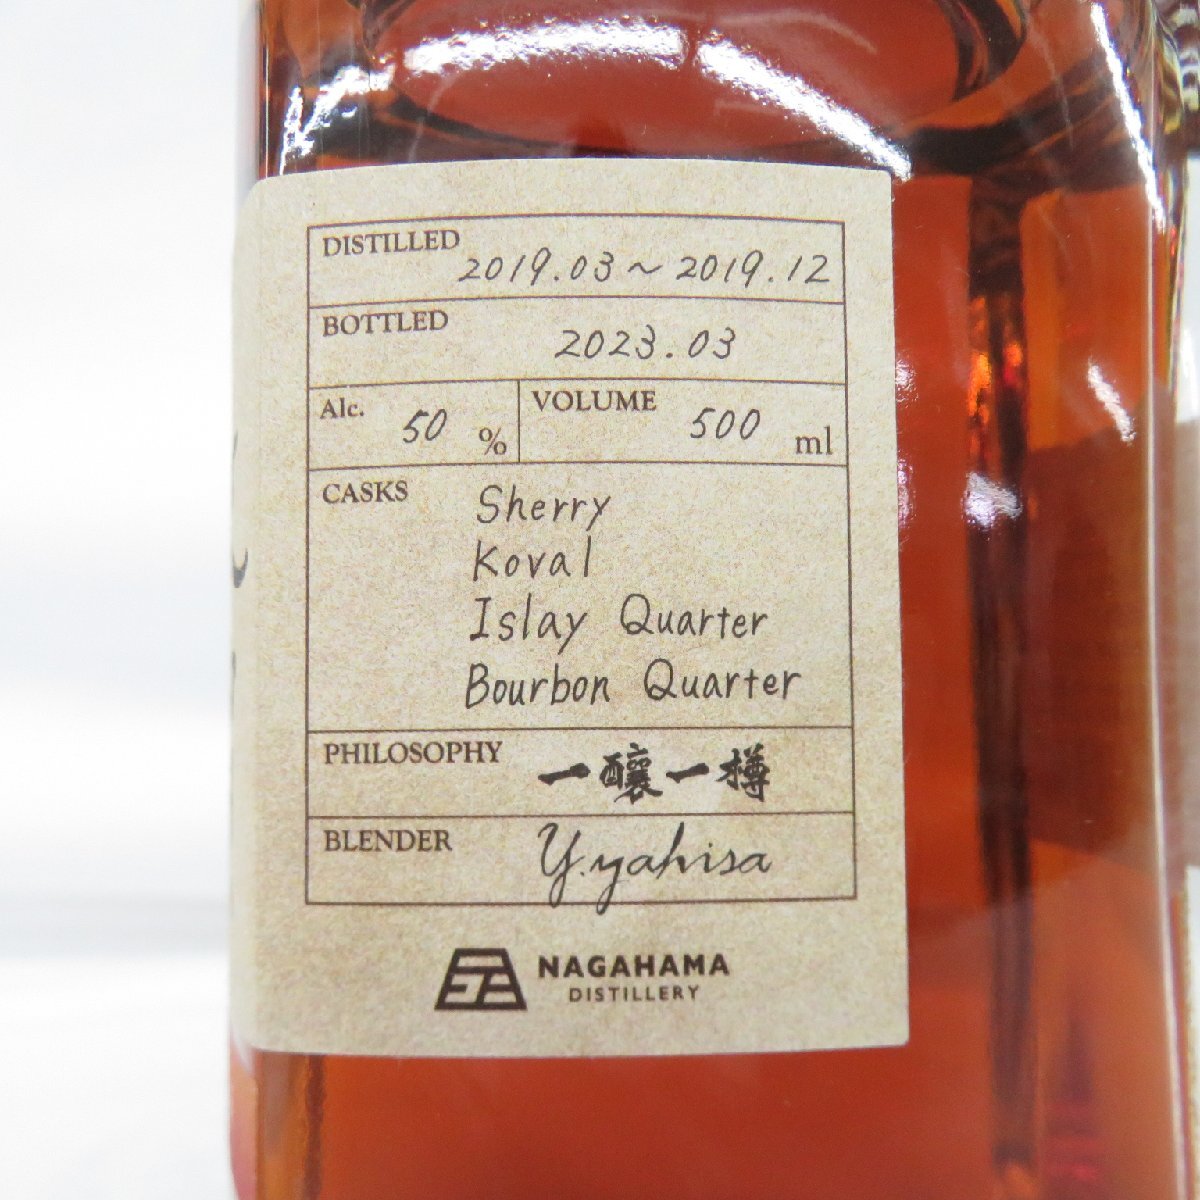 DISTILLED 2019.03~2019.12
BOTTLED 2023.03
Alc. 50 % VOLUME 500 ml
CASKS Sherry
Koval
Islay Quarter
Bourbon Quarter
PHILOSOPHY 一醸一樽
BLENDER Y.yahisa
NAGAHAMA
DISTILLERY